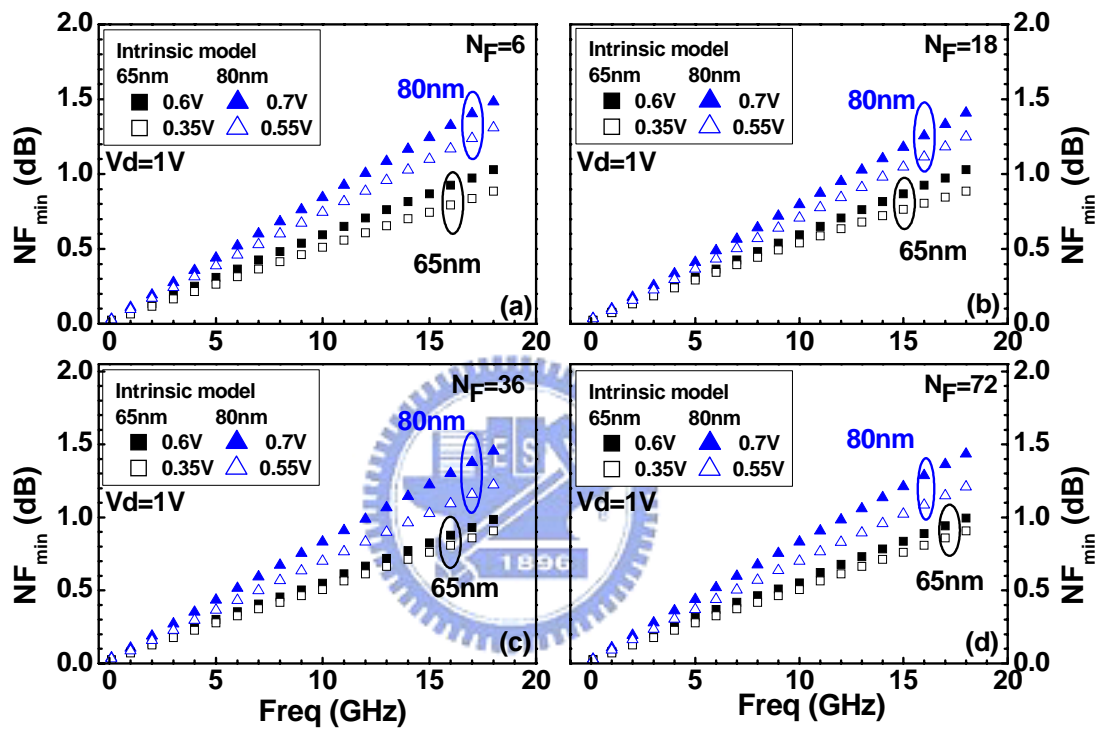 2.0
1.5
1.0
0.5
0.0
NFmin (dB)
Intrinsic model
65nm 80nm
0.6V 0.7V
0.35V 0.55V
Vd=1V
NF=6
80nm
65nm
(a)
0 5 10 15 20
Intrinsic model
65nm 80nm
0.6V 0.7V
0.35V 0.55V
Vd=1V
NF=18
80nm
65nm
(b)
0 5 10 15 20
2.0
1.5
1.0
0.5
0.0
NFmin (dB)
2.0
1.5
1.0
0.5
0.0
NFmin (dB)
Intrinsic model
65nm 80nm
0.6V 0.7V
0.35V 0.55V
Vd=1V
NF=36
80nm
65nm
(c)
0 5 10 15 20
Freq (GHz)
Intrinsic model
65nm 80nm
0.6V 0.7V
0.35V 0.55V
Vd=1V
NF=72
80nm
65nm
(d)
0 5 10 15 20
Freq (GHz)
2.0
1.5
1.0
0.5
0.0
NFmin (dB)
E S
1896